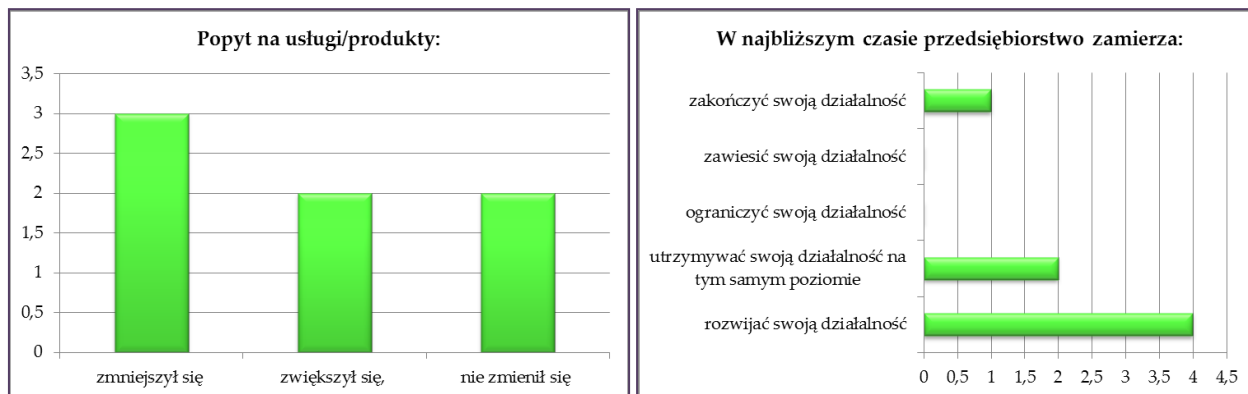 Popyt na usługi/produkty:
3,5
3
2,5
2
1,5
1
0,5
0
zmniejszył się
zwiększył się,
nie zmienił się
W najbliższym czasie przedsiębiorstwo zamierza:
zakończyć swoją działalność
zawiesić swoją działalność
ograniczyć swoją działalność
utrzymywać swoją działalność na
tym samym poziomie
rozwijać swoją działalność
0 0,5 1 1,5 2 2,5 3 3,5 4 4,5